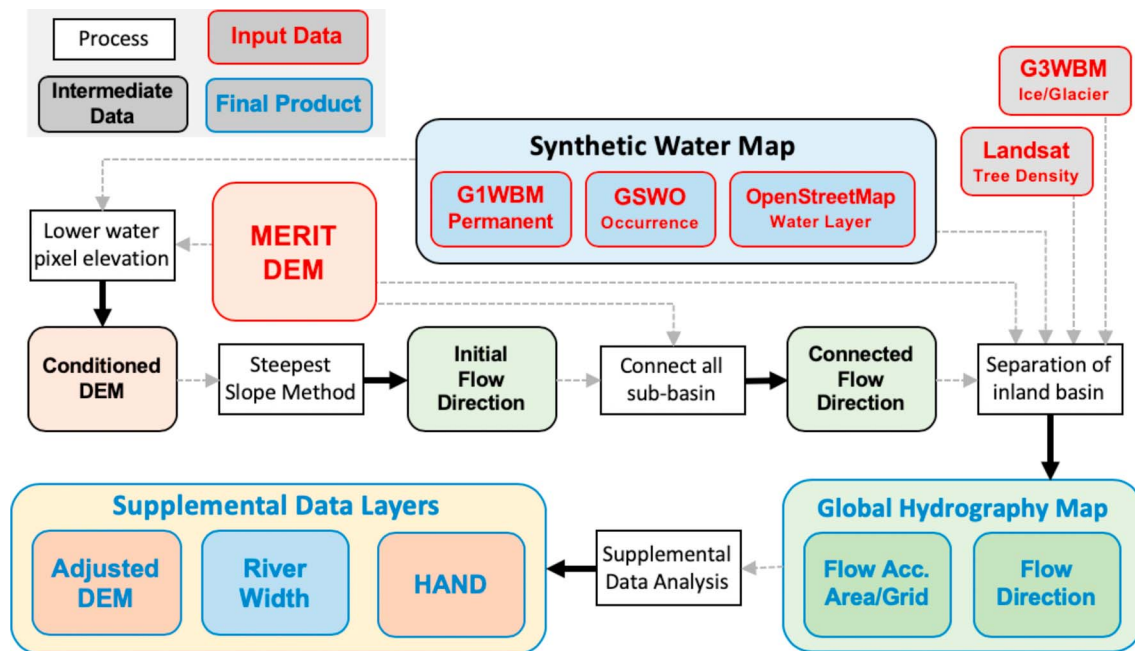 Process
Input Data
Intermediate
Data
Final Product
G3WBM
Ice/Glacier
Landsat
Tree Density
Synthetic Water Map
G1WBM
Permanent
GSWO
Occurrence
OpenStreetMap
Water Layer
Lower water
pixel elevation
MERIT
DEM
Conditioned
DEM
Steepest
Slope Method
Initial
Flow
Direction
Connect all
sub-basin
Connected
Flow
Direction
Separation of
inland basin
Supplemental Data Layers
Adjusted
DEM
River
Width
HAND
Supplemental
Data Analysis
Global Hydrography Map
Flow Acc.
Area/Grid
Flow
Direction